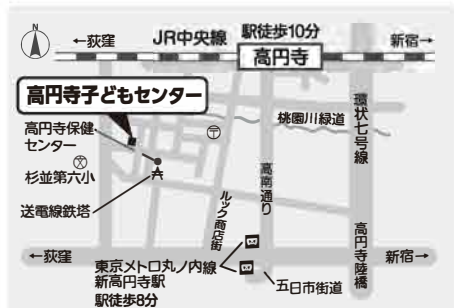 N
←荻窪
JR中央線
駅徒歩10分
高円寺
新宿→
高円寺子どもセンター
高円寺保健
センター
文
杉並第六小
送電線鉄塔
〒
桃園川緑道
環状七号線
高南通り
ルック商店街
高円寺陸橋
←荻窪
新宿→
東京メトロ丸ノ内線
新高円寺駅
駅徒歩8分
五日市街道